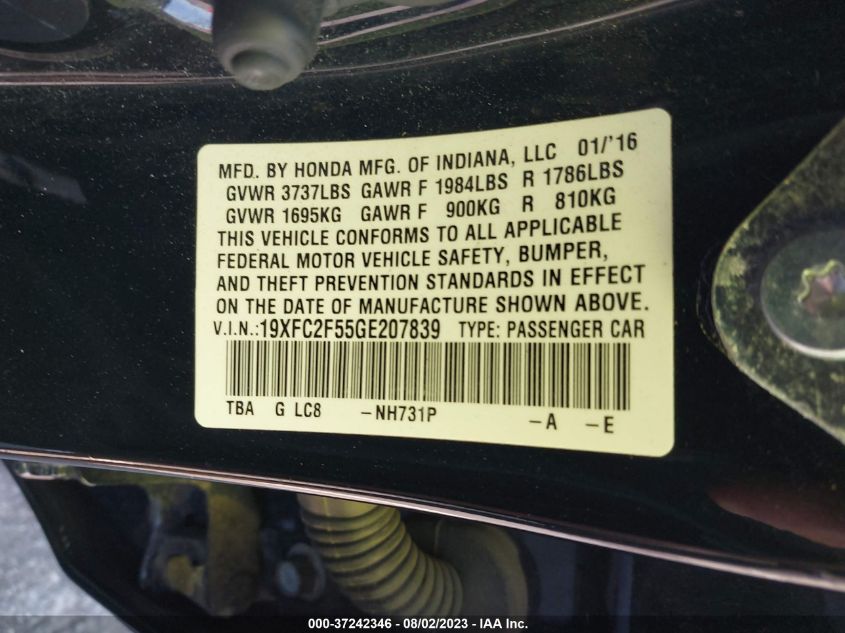 MFD. BY HONDA MFG. OF INDIANA, LLC 01/'16
GVWR 3737LBS GAWR F 1984LBS R 1786LBS
GVWR 1695KG GAWR F 900KG R 810KG
THIS VEHICLE CONFORMS TO ALL APPLICABLE
FEDERAL MOTOR VEHICLE SAFETY, BUMPER,
AND THEFT PREVENTION STANDARDS IN EFFECT
ON THE DATE OF MANUFACTURE SHOWN ABOVE.
V.I.N.:19XFC2F55GE207839 TYPE: PASSENGER CAR
TBA G LC8 -NH731P -A -E
000-37242346 - 08/02/2023 - IAA Inc.